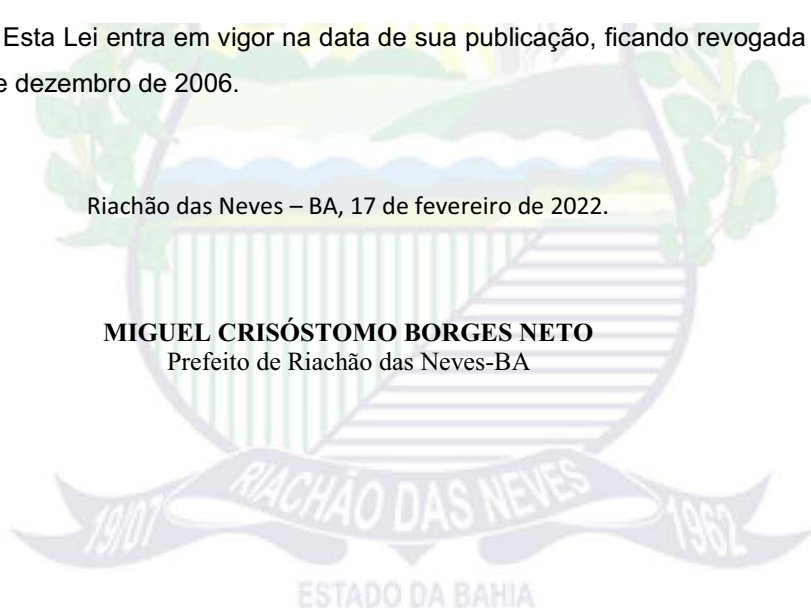 Esta Lei entra em vigor na data de sua publicação, ficando revogada
e dezembro de 2006.
Riachão das Neves – BA, 17 de fevereiro de 2022.
MIGUEL CRISÓSTOMO BORGES NETO
Prefeito de Riachão das Neves-BA
RIACHÃO DAS NEVES
19/07
1962
ESTADO DA BAHIA